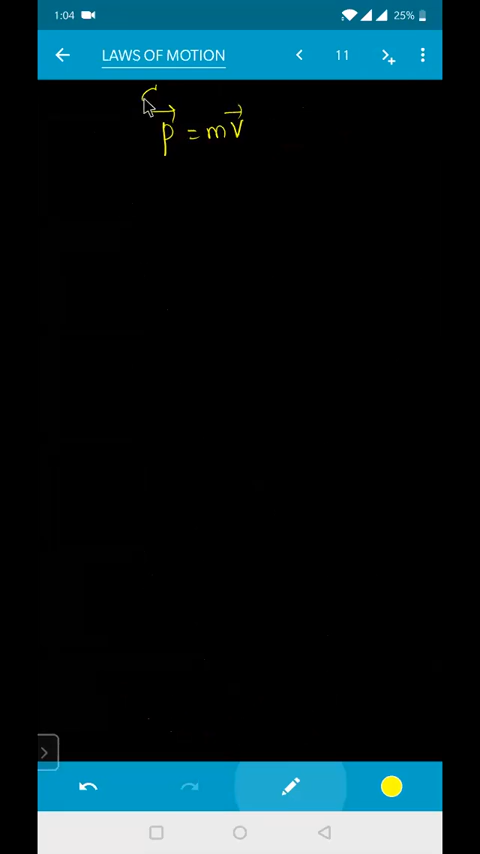 1:04 25%
LAWS OF MOTION 11
p⃗ = mv⃗